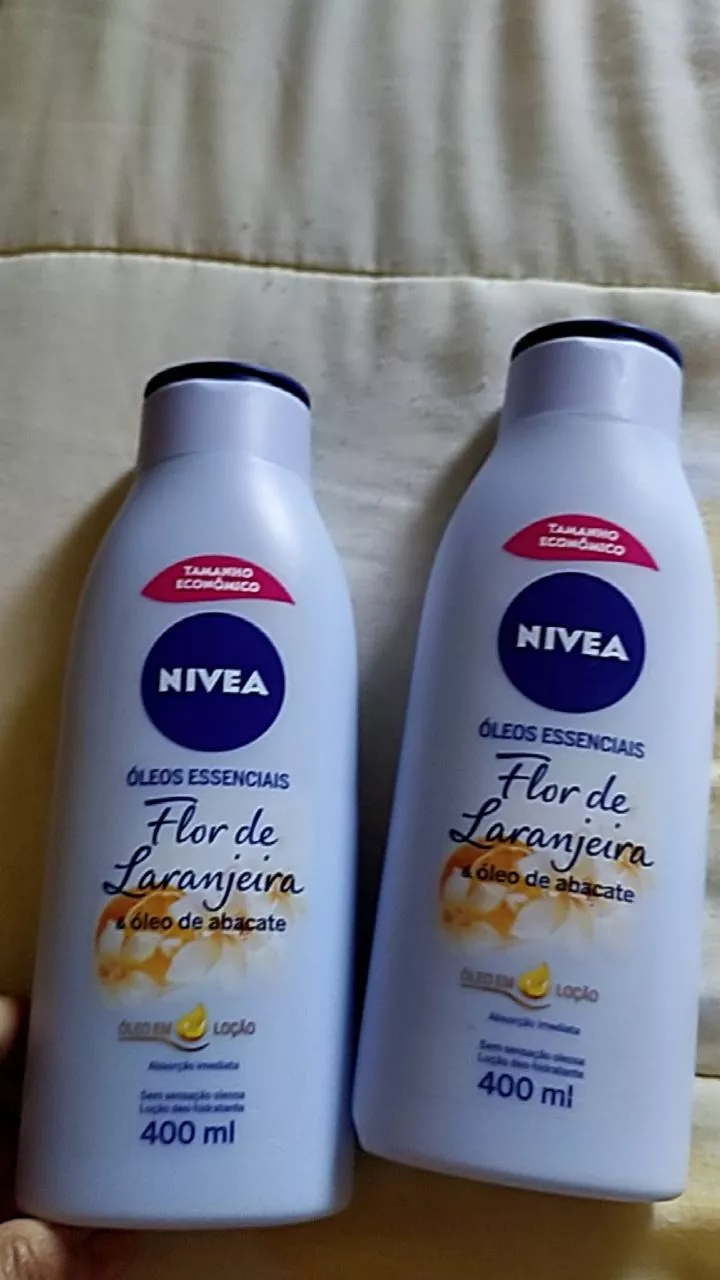 TAMANHO
ECONÔMICO
NIVEA
ÓLEOS ESSENCIAIS
Flor de
Laranjeira
& óleo de abacate
ÓLEO EM LOÇÃO
Absorção imediata
Sem sensação oleosa
Loção deo-hidratante
400 ml
TAMANHO
ECONÔMICO
NIVEA
ÓLEOS ESSENCIAIS
Flor de
Laranjeira
& óleo de abacate
ÓLEO EM LOÇÃO
Absorção imediata
Sem sensação oleosa
Loção deo-hidratante
400 ml